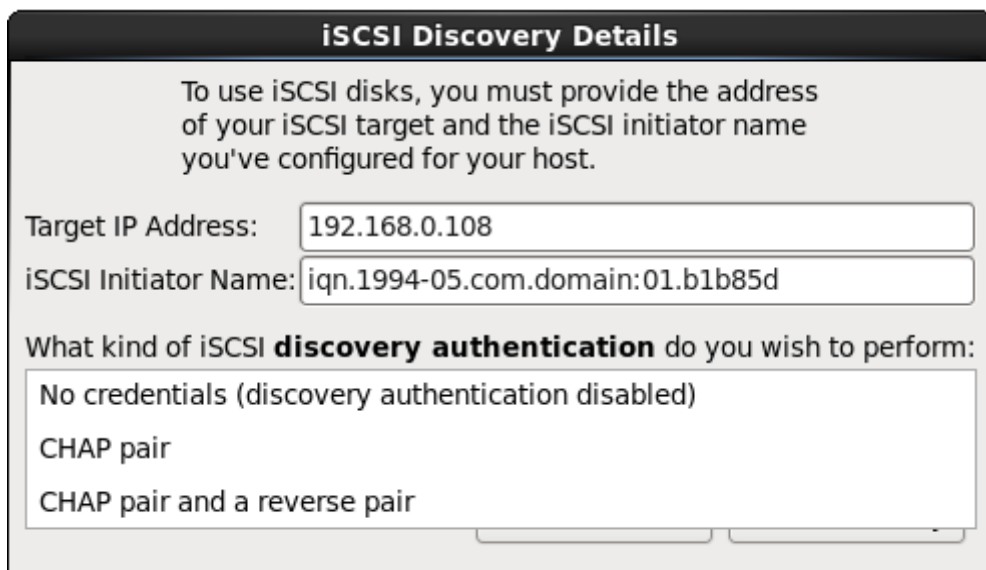 iSCSI Discovery Details
To use iSCSI disks, you must provide the address
of your iSCSI target and the iSCSI initiator name
you've configured for your host.
Target IP Address: 192.168.0.108
iSCSI Initiator Name: iqn.1994-05.com.domain:01.b1b85d
What kind of iSCSI discovery authentication do you wish to perform:
No credentials (discovery authentication disabled)
CHAP pair
CHAP pair and a reverse pair